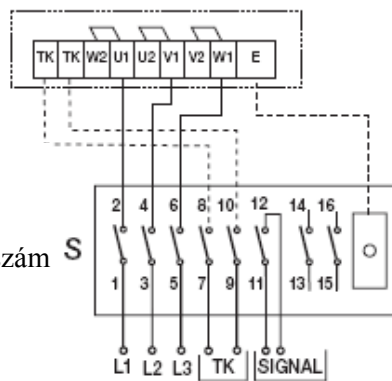 TK TK W2 U1 U2 V1 V2 W1 E
2 4 6 8 10 12 14 16
szám S
1 3 5 7 9 11 13 15
L1 L2 L3 TK SIGNAL